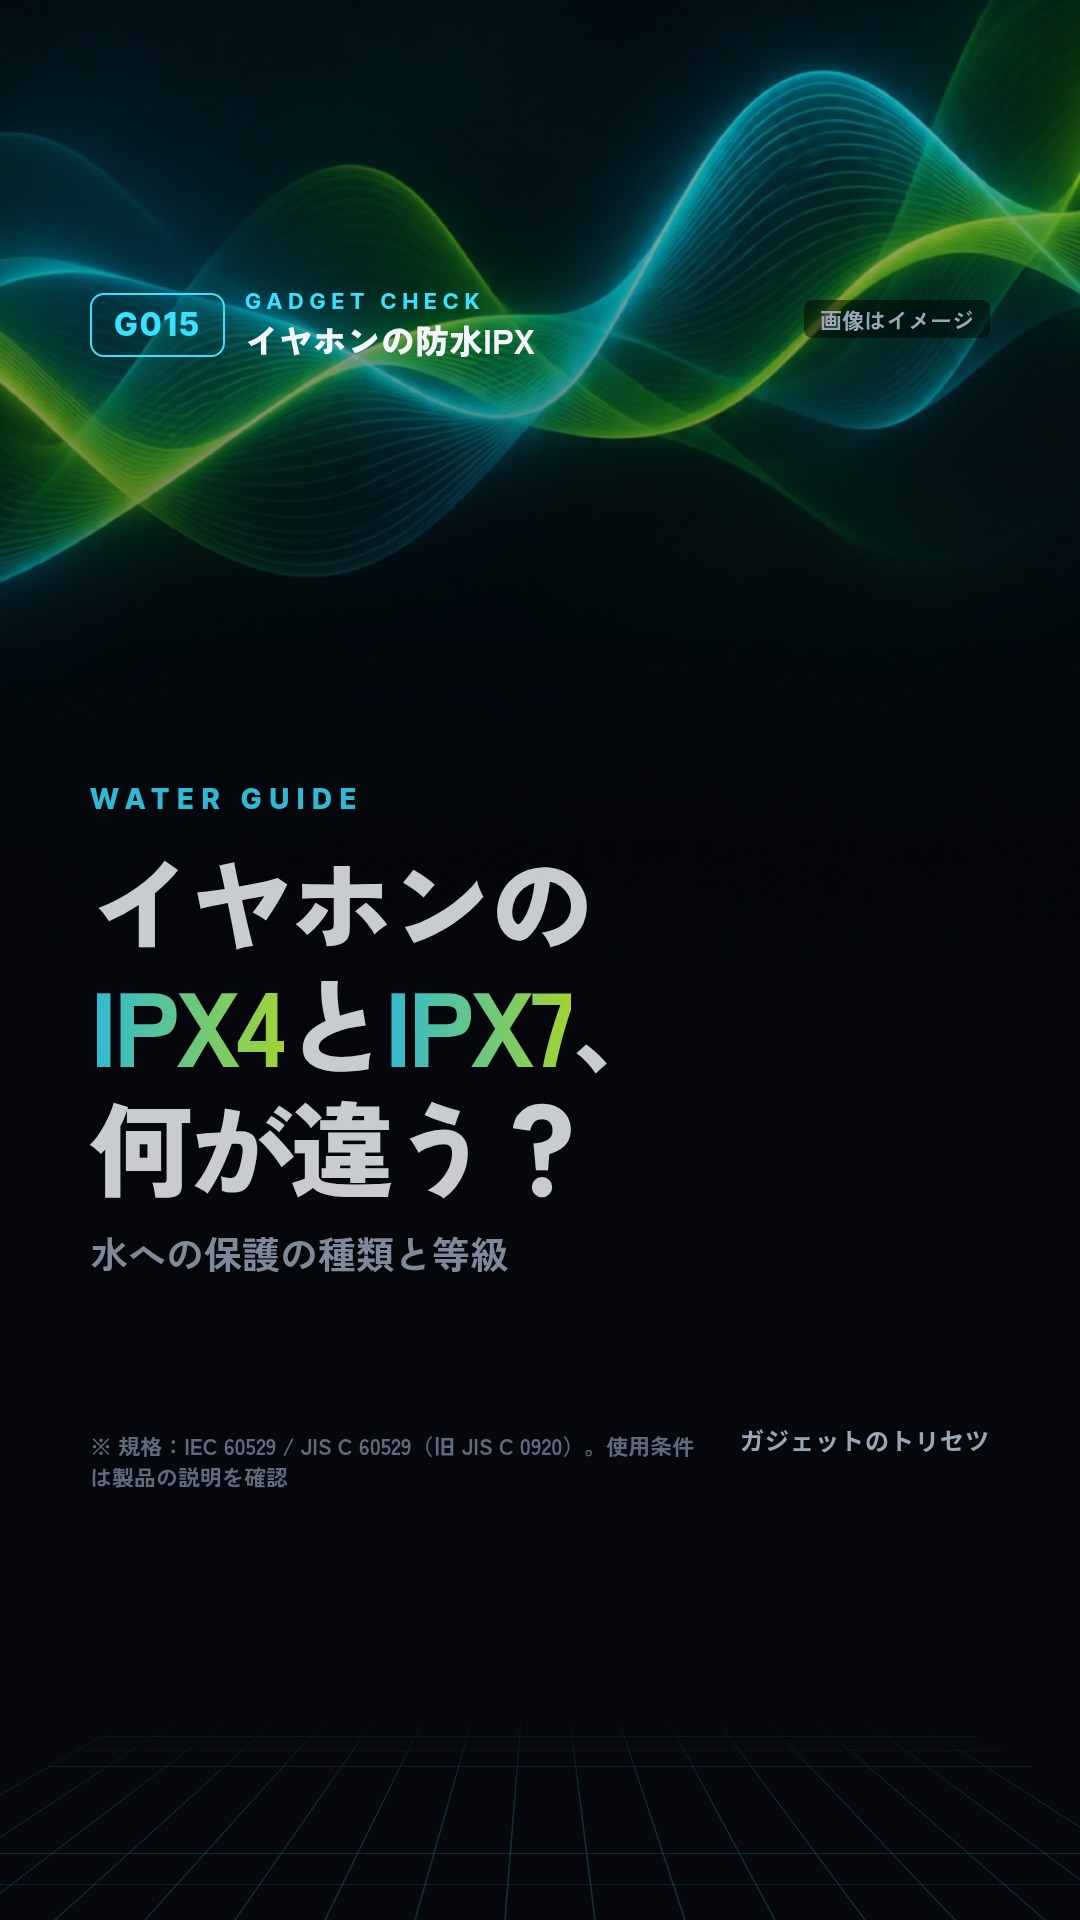 G015
GADGET CHECK
イヤホンの防水IPX
画像はイメージ
WATER GUIDE
イヤホンの
IPX4とIPX7、
何が違う？
水への保護の種類と等級
※ 規格：IEC 60529 / JIS C 60529（旧 JIS C 0920）。使用条件
は製品の説明を確認
ガジェットのトリセツ